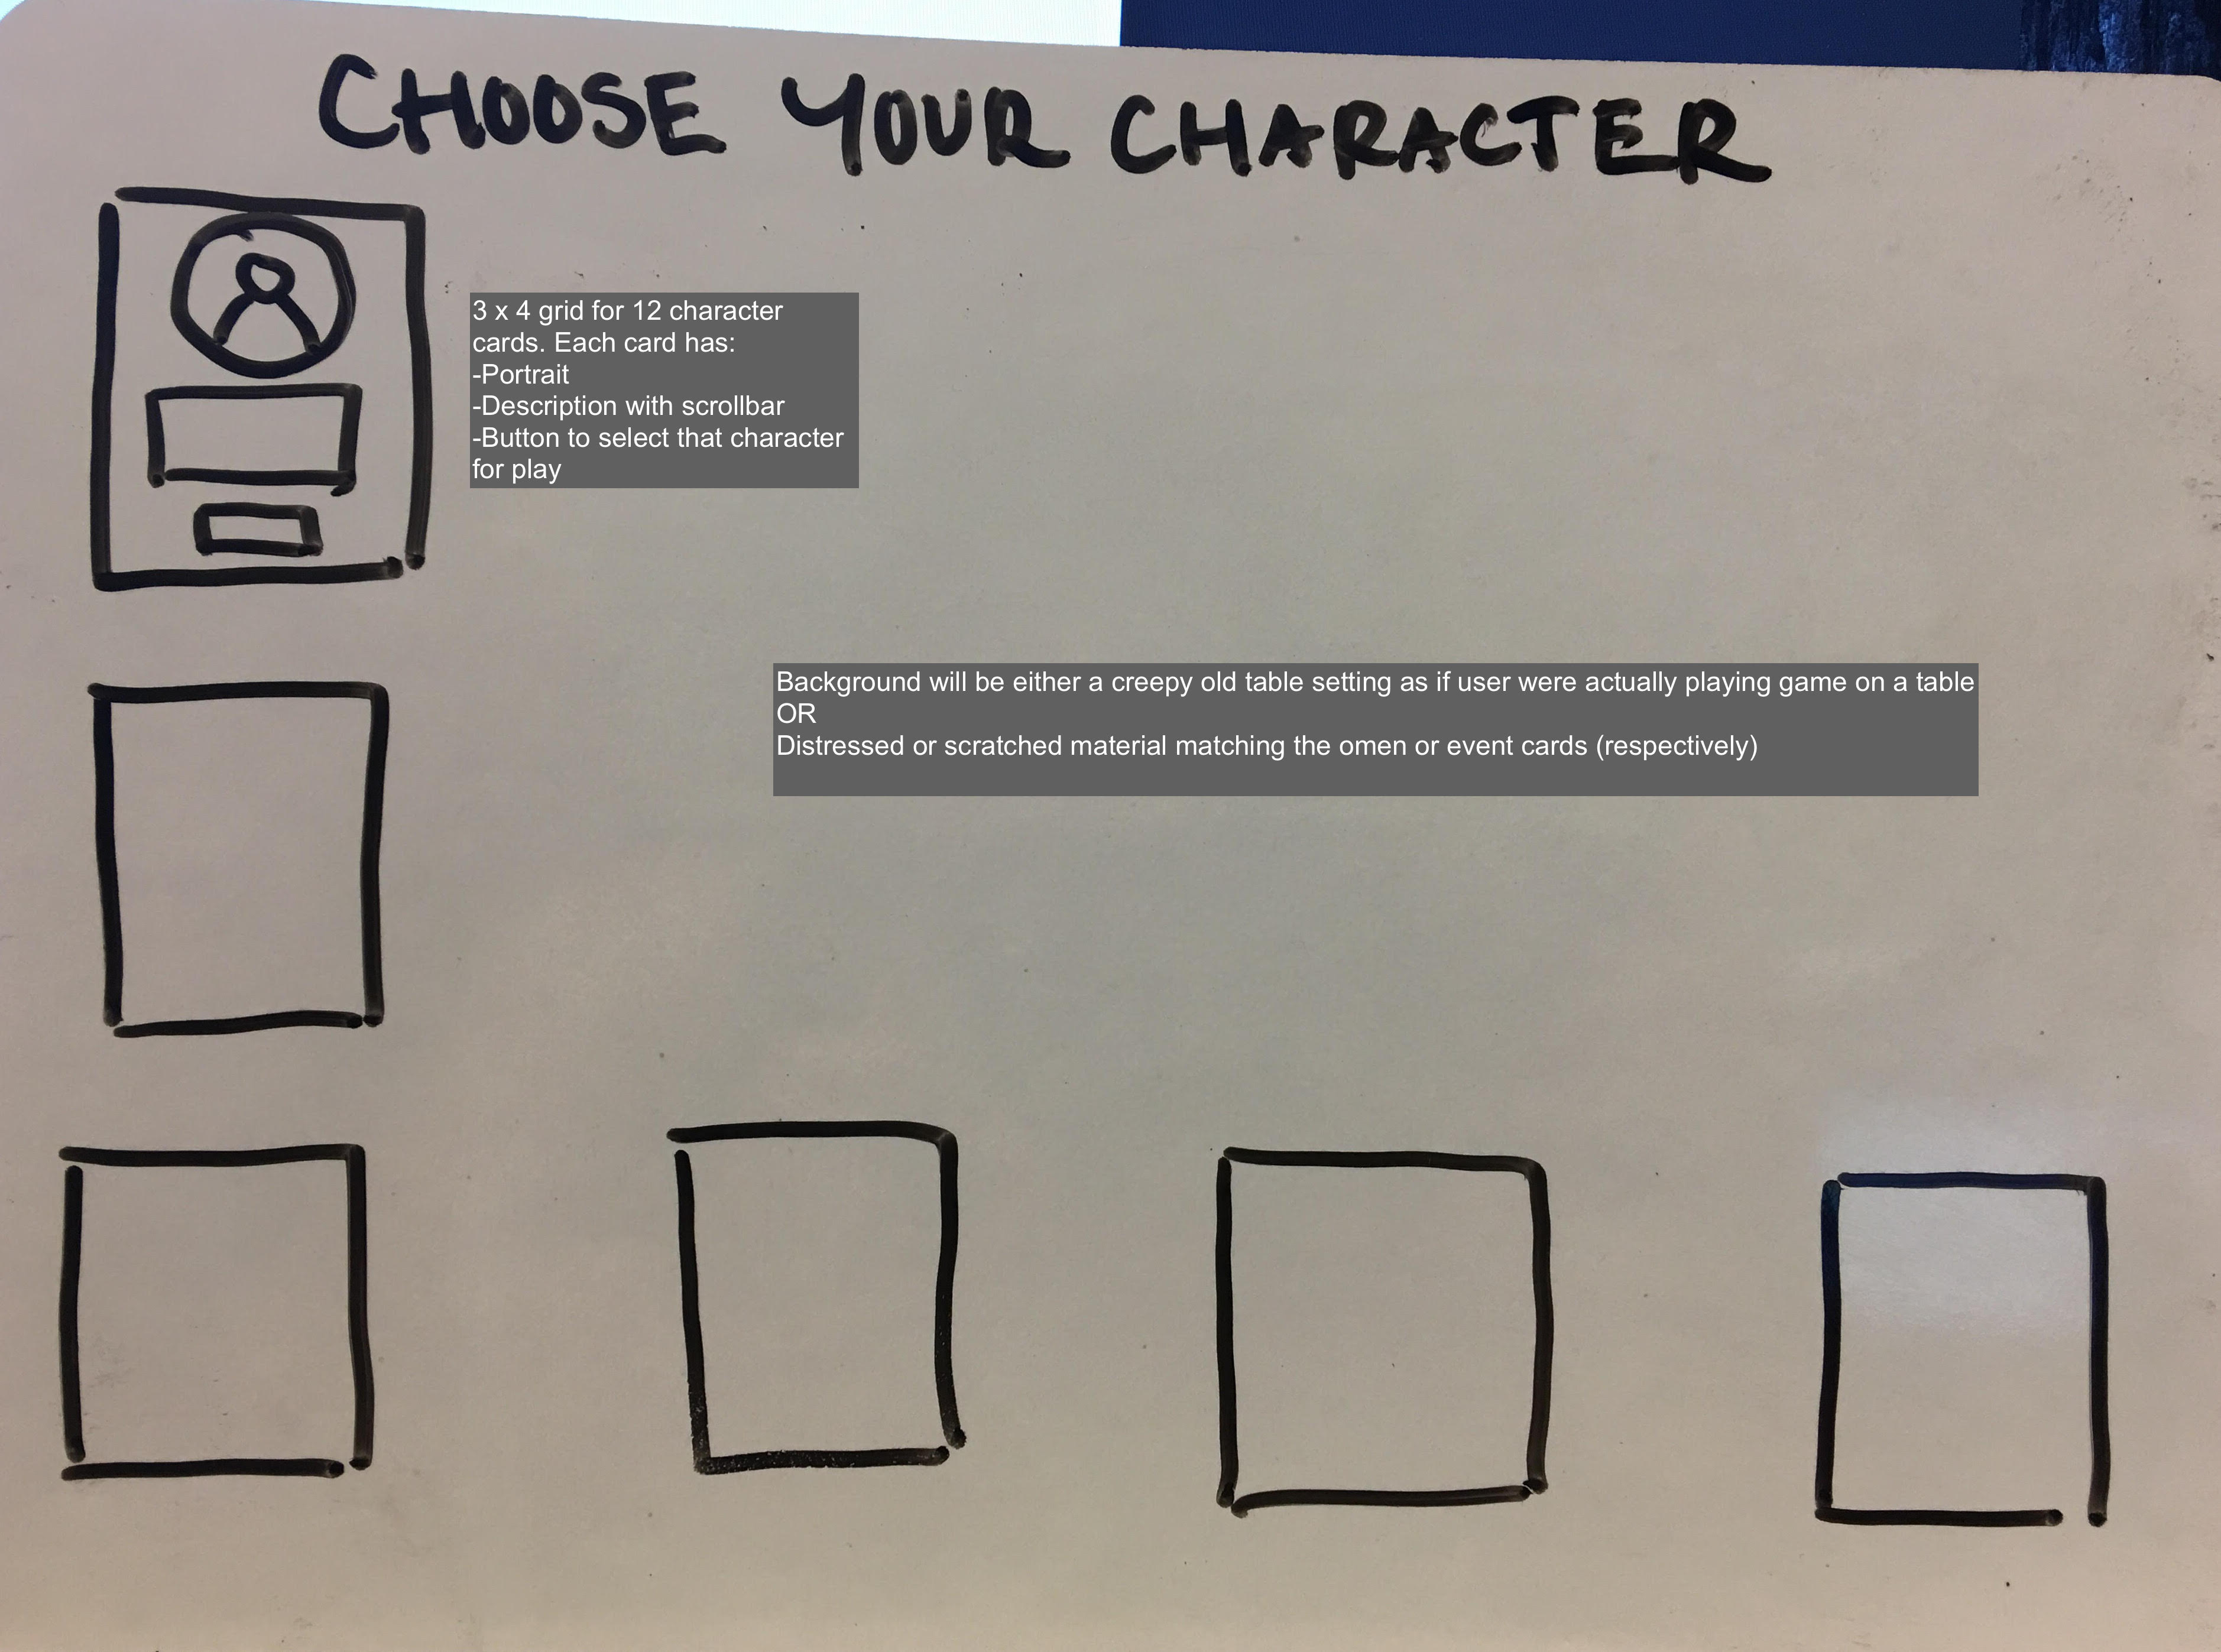 CHOOSE YOUR CHARACTER
3 x 4 grid for 12 character
cards. Each card has:
-Portrait
-Description with scrollbar
-Button to select that character
for play
Background will be either a creepy old table setting as if user were actually playing game on a table
OR
Distressed or scratched material matching the omen or event cards (respectively)